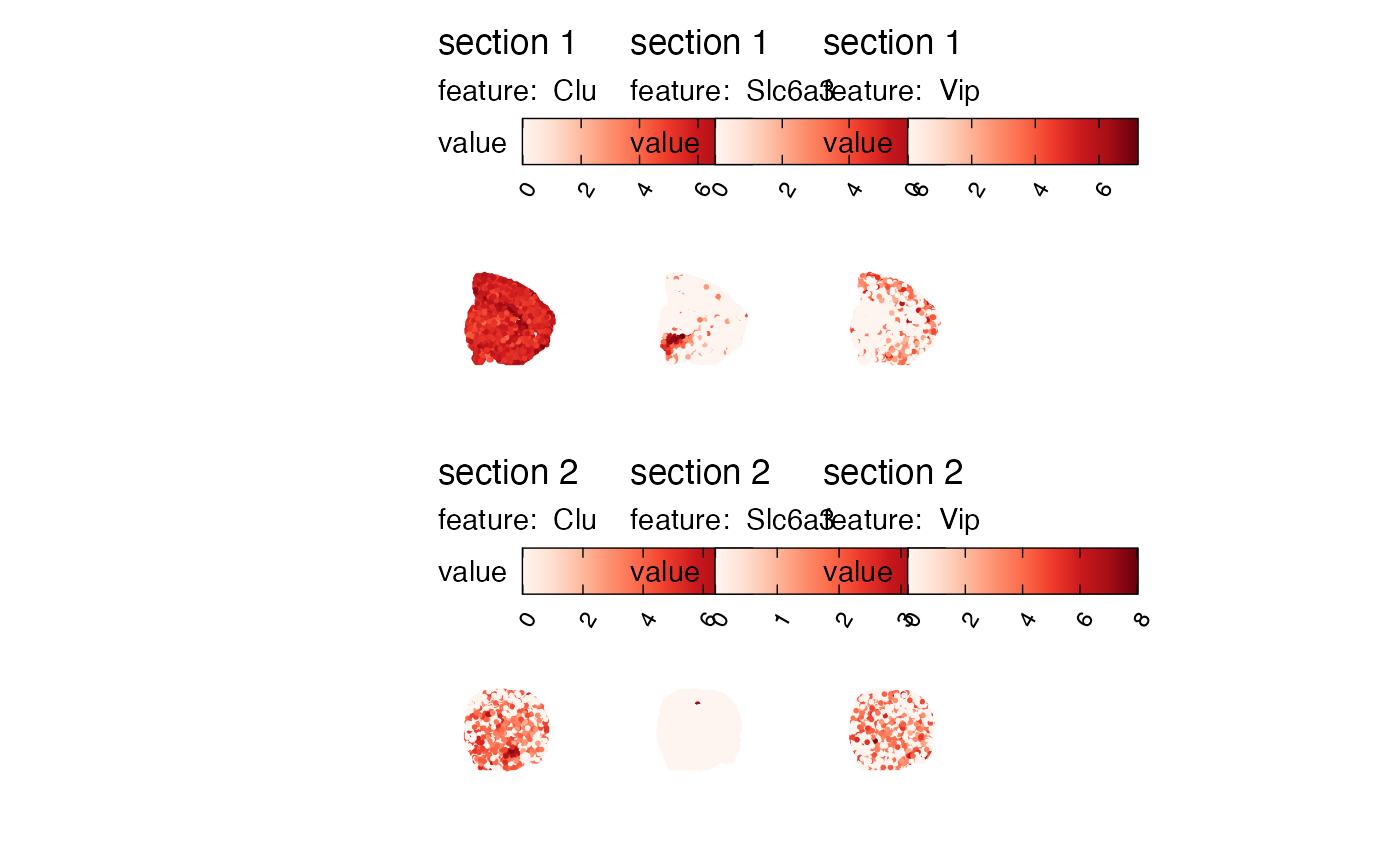 section 1 section 1 section 1
feature: Clu feature: Slc6a3 feature: Vip
value value value
0 2 4 6 0 2 4 6 0 2 4 6
section 2 section 2 section 2
feature: Clu feature: Slc6a3 feature: Vip
value value value
0 2 4 6 0 1 2 3 0 2 4 6 8